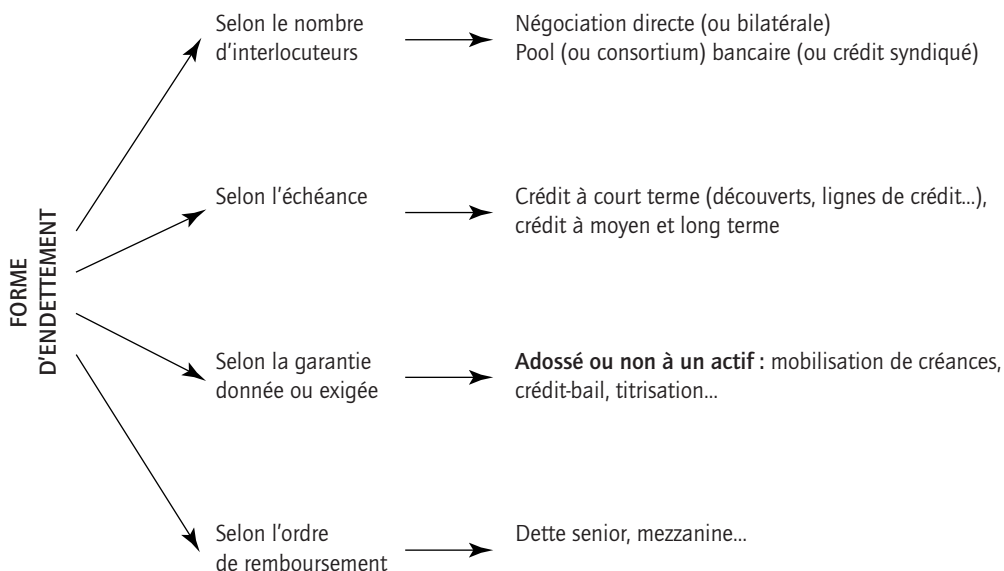 FORME
D'ENDETTEMENT
Selon le nombre
d'interlocuteurs
Négociation directe (ou bilatérale)
Pool (ou consortium) bancaire (ou crédit syndiqué)
Selon l'échéance
Crédit à court terme (découverts, lignes de crédit...),
crédit à moyen et long terme
Selon la garantie
donnée ou exigée
Adossé ou non à un actif : mobilisation de créances,
crédit-bail, titrisation...
Selon l'ordre
de remboursement
Dette senior, mezzanine...